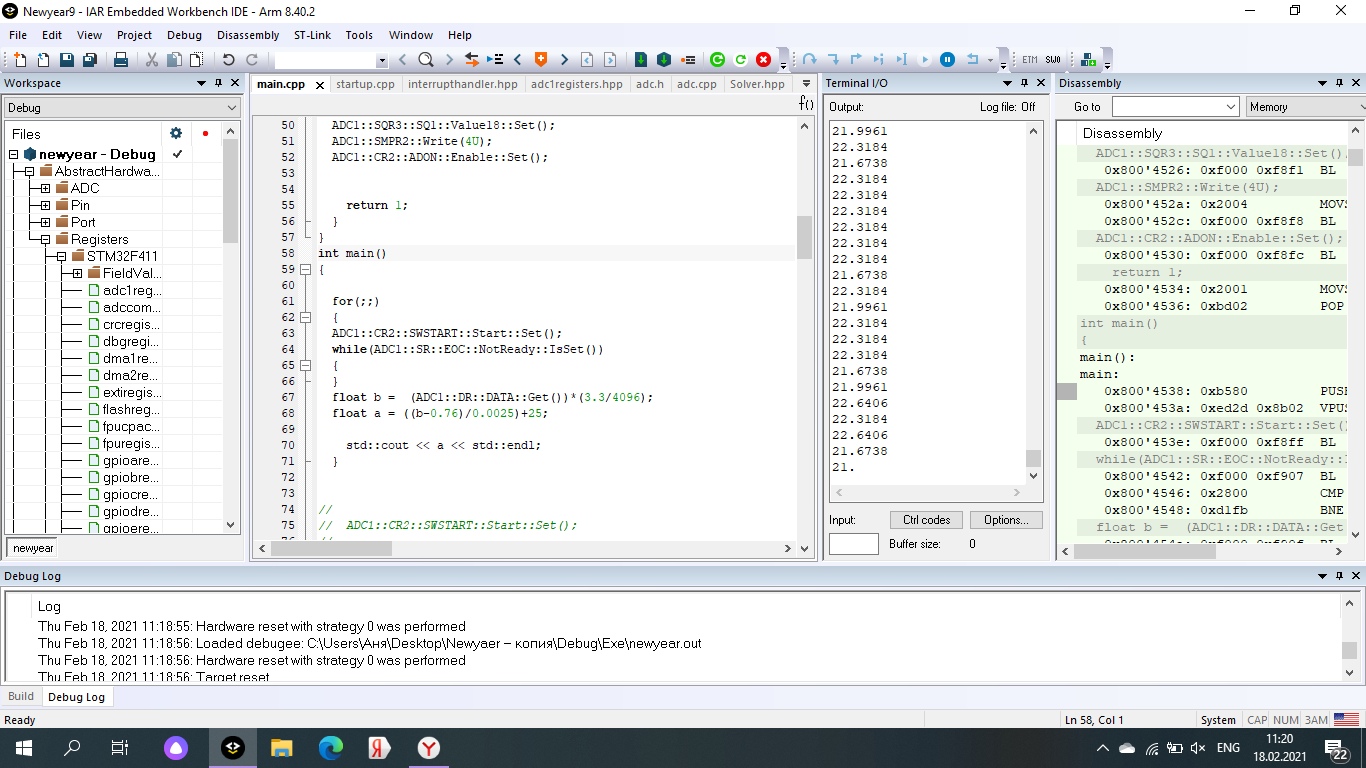 Newyear9 - IAR Embedded Workbench IDE - Arm 8.40.2
File Edit View Project Debug Disassembly ST-Link Tools Window Help
ETM SWO
Workspace
Debug
Files
newyear - Debug
AbstractHardwa...
ADC
Pin
Port
Registers
STM32F411
FieldVal...
adc1reg...
adccom...
crcregis...
dbgregi...
dma1re...
dma2re...
extiregis...
flashreg...
fpucpac...
fpuregis...
gpioare...
gpiobre...
gpiocre...
gpiodre...
gpioere...
newyear
main.cpp startup.cpp interrupthandler.hpp adc1registers.hpp adc.h adc.cpp Solver.hpp
f()
50 ADC1::SQR3::SQ1::Value18::Set();
51 ADC1::SMPR2::Write(4U);
52 ADC1::CR2::ADON::Enable::Set();
53
54
55 return 1;
56 }
57 }
58 int main()
59 {
60
61 for(;;)
62 {
63 ADC1::CR2::SWSTART::Start::Set();
64 while(ADC1::SR::EOC::NotReady::IsSet())
65 {
66 }
67 float b =  (ADC1::DR::DATA::Get())*(3.3/4096);
68 float a = ((b-0.76)/0.0025)+25;
69
70 std::cout << a << std::endl;
71 }
72
73
74 //
75 //  ADC1::CR2::SWSTART::Start::Set();
Terminal I/O
Output: Log file: Off
21.9961
22.3184
21.6738
22.3184
22.3184
22.3184
22.3184
22.3184
22.3184
21.6738
22.3184
21.9961
22.3184
22.3184
22.3184
21.6738
21.9961
22.6406
22.3184
22.6406
21.6738
21.
Input: Ctrl codes Options...
Buffer size: 0
Disassembly
Go to Memory
Disassembly
ADC1::SQR3::SQ1::Value18::Set()
0x800'4526: 0xf000 0xf8f1 BL
ADC1::SMPR2::Write(4U);
0x800'452a: 0x2004 MOVS
0x800'452c: 0xf000 0xf8f8 BL
ADC1::CR2::ADON::Enable::Set();
0x800'4530: 0xf000 0xf8fc BL
return 1;
0x800'4534: 0x2001 MOVS
0x800'4536: 0xbd02 POP
int main()
{
main():
main:
0x800'4538: 0xb580 PUSH
0x800'453a: 0xed2d 0x8b02 VPUS
ADC1::CR2::SWSTART::Start::Set()
0x800'453e: 0xf000 0xf8ff BL
while(ADC1::SR::EOC::NotReady::I
0x800'4542: 0xf000 0xf907 BL
0x800'4546: 0x2800 CMP
0x800'4548: 0xd1fb BNE
float b =  (ADC1::DR::DATA::Get
Debug Log
Log
Thu Feb 18, 2021 11:18:55: Hardware reset with strategy 0 was performed
Thu Feb 18, 2021 11:18:56: Loaded debugee: C:\Users\Аня\Desktop\Newyaer – копия\Debug\Exe\newyear.out
Thu Feb 18, 2021 11:18:56: Hardware reset with strategy 0 was performed
Thu Feb 18, 2021 11:18:56: Target reset
Build Debug Log
Ready Ln 58, Col 1 System CAP NUM ЗАМ
Я Y ENG 11:20
18.02.2021 22